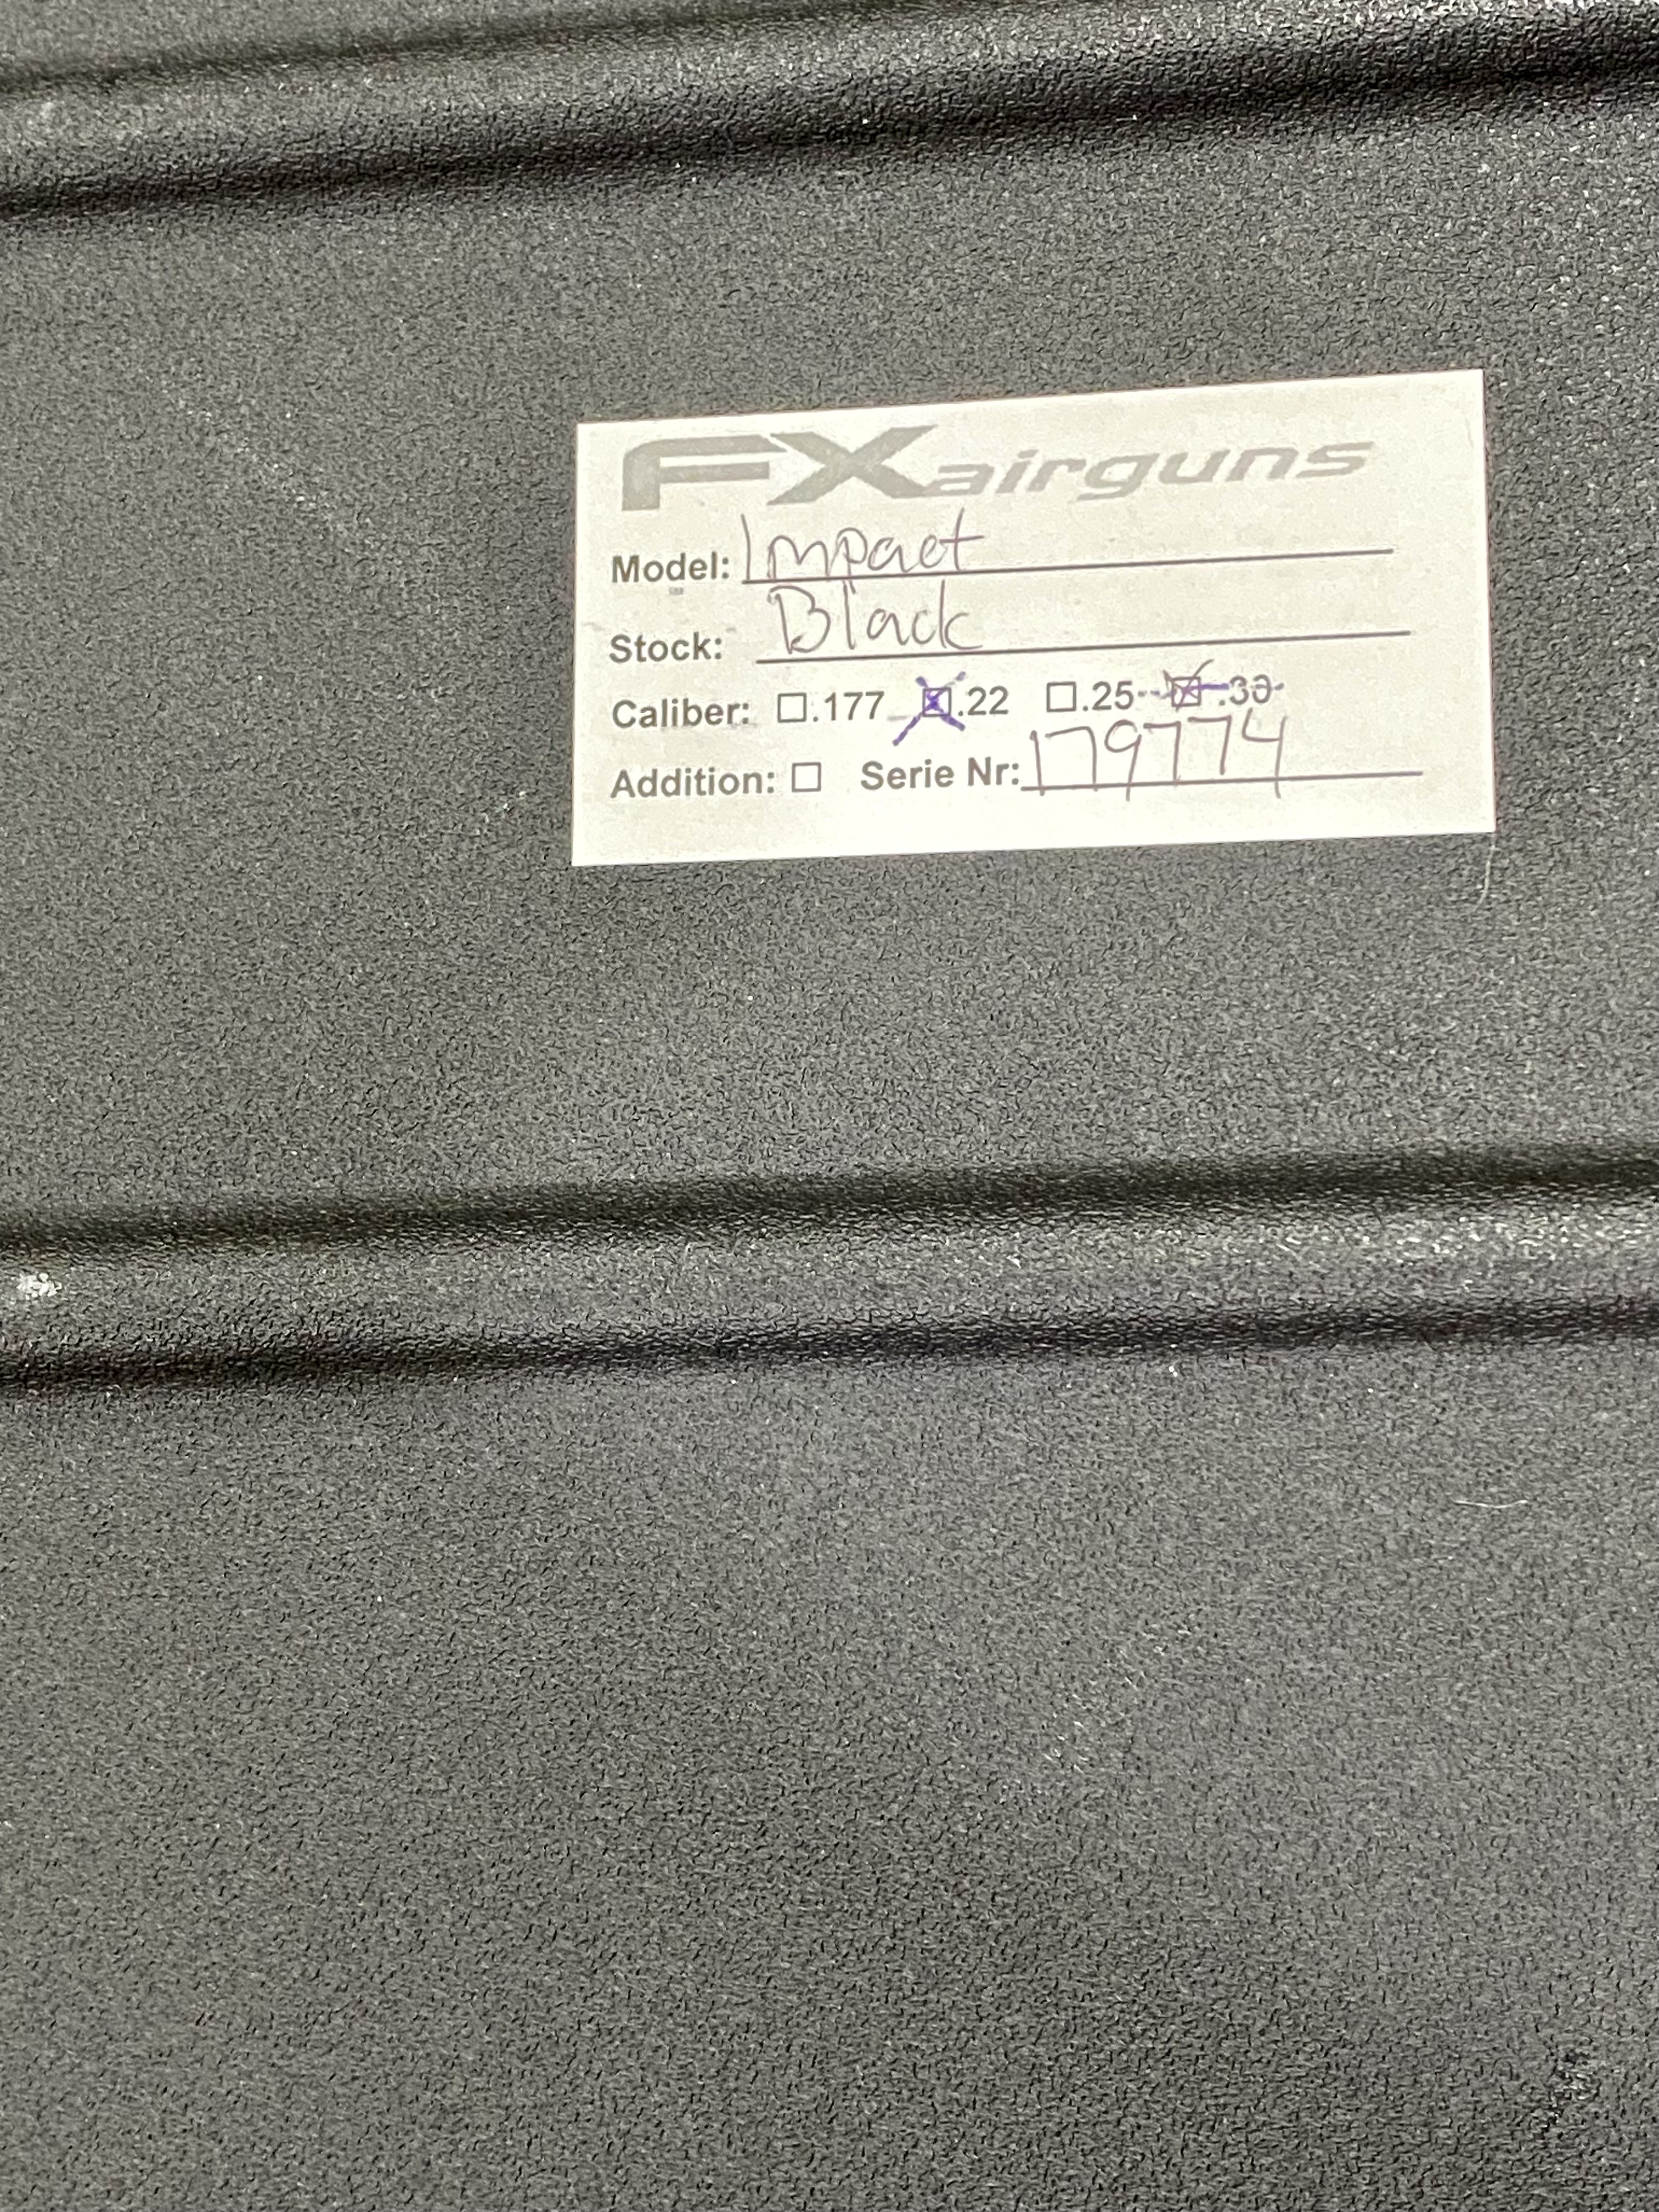 FXairguns
Model: Impact
Stock: Black
Caliber: ☐.177 ☒.22 ☐.25 ☒.30
Addition: ☐ Serie Nr: 179774